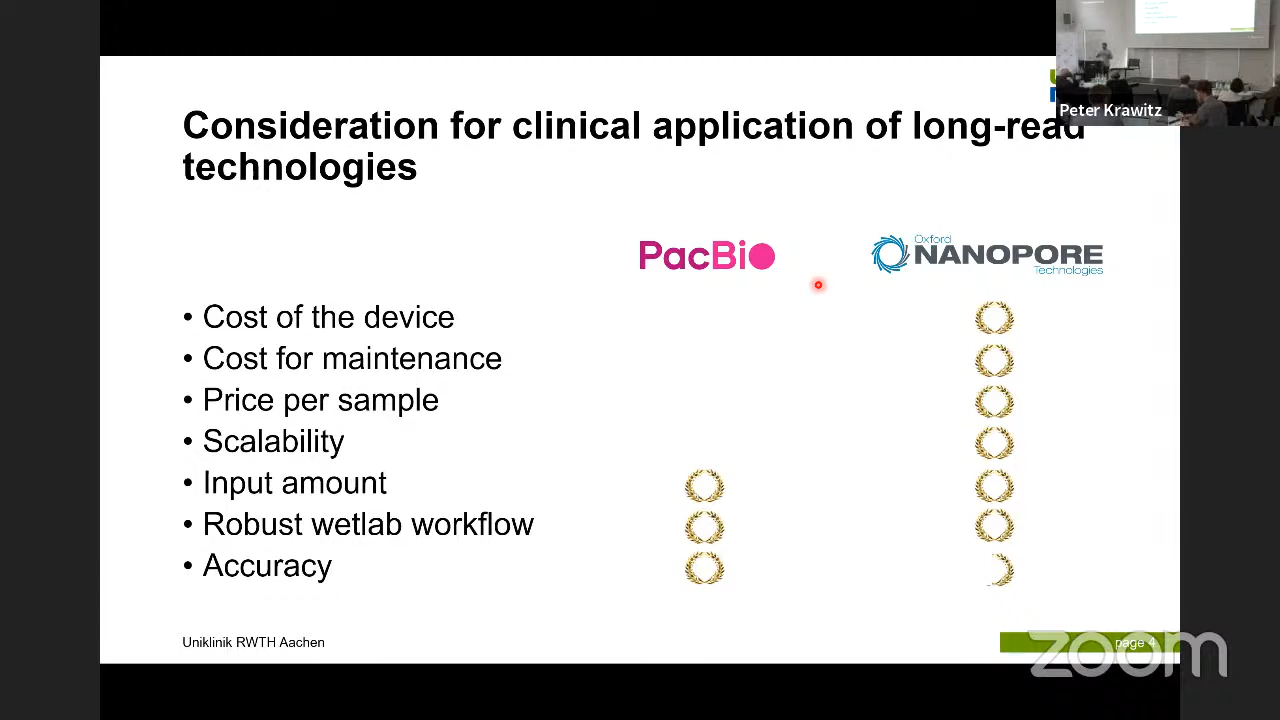 Peter Krawitz
Consideration for clinical application of long-read
technologies
PacBio
Oxford
NANOPORE
Technologies
• Cost of the device
• Cost for maintenance
• Price per sample
• Scalability
• Input amount
• Robust wetlab workflow
• Accuracy
Uniklinik RWTH Aachen
page 4
zoom